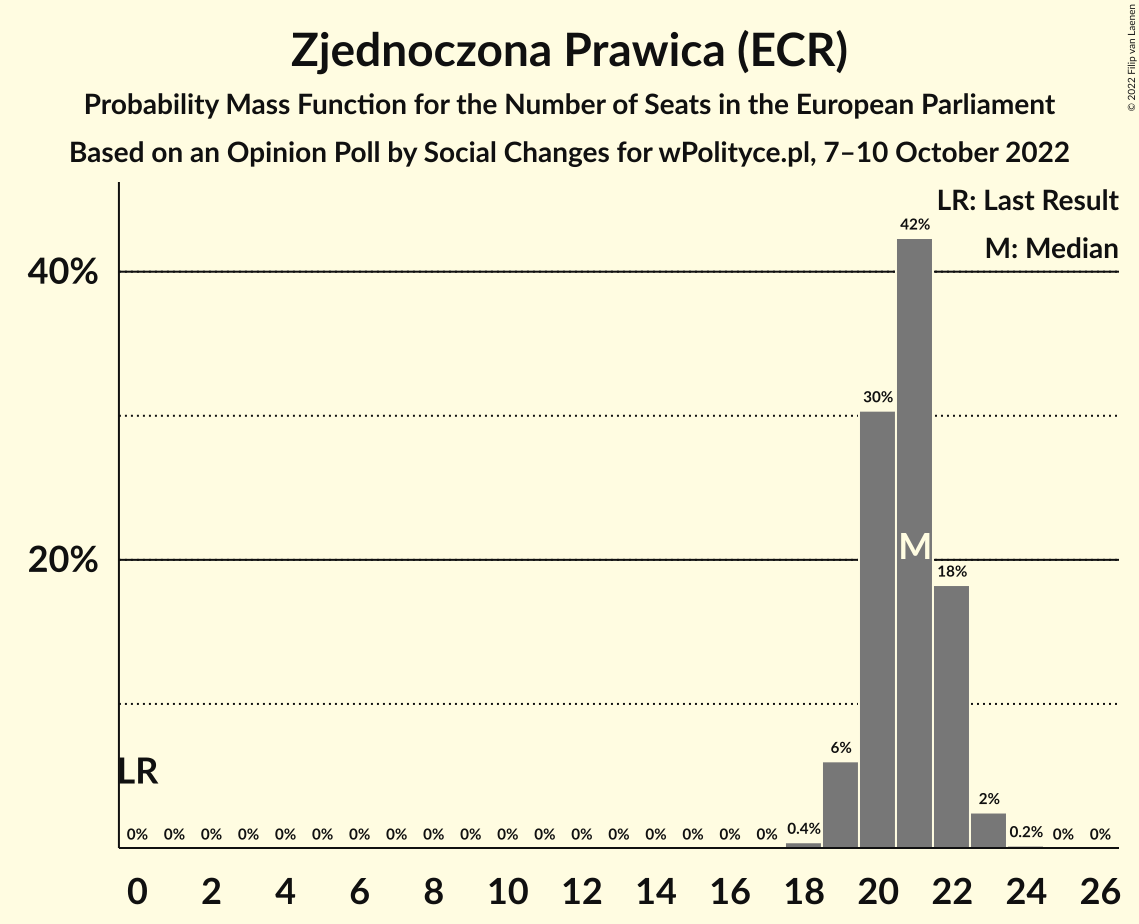 Zjednoczona Prawica (ECR)
Probability Mass Function for the Number of Seats in the European Parliament
Based on an Opinion Poll by Social Changes for wPolityce.pl, 7–10 October 2022
© 2022 Filip van Laenen
LR: Last Result
M: Median
42%
40%
30%
M
20%
18%
LR
6%
2%
0% 0% 0% 0% 0% 0% 0% 0% 0% 0% 0% 0% 0% 0% 0% 0% 0% 0% 0.4% 0.2% 0% 0%
0 2 4 6 8 10 12 14 16 18 20 22 24 26